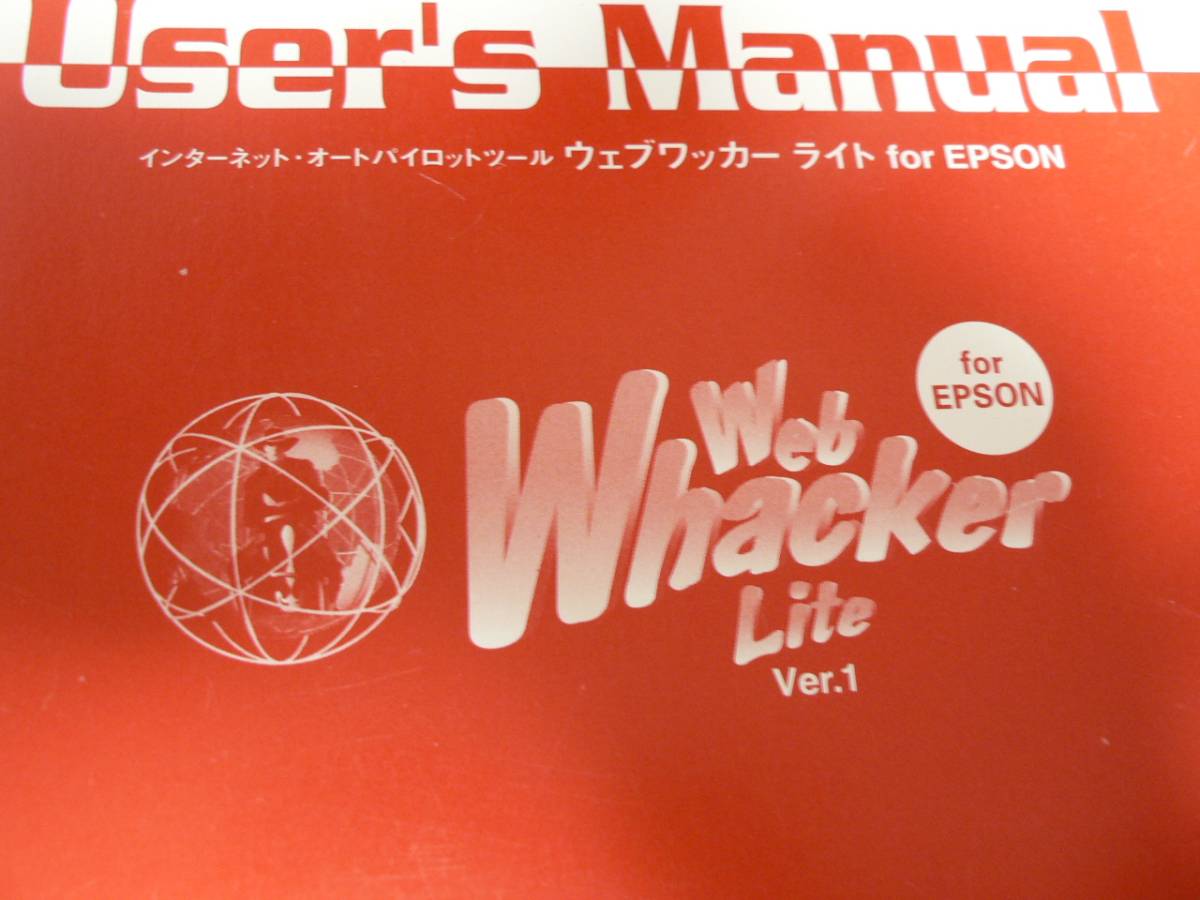 User's Manual
インターネット・オートパイロットツール ウェブワッカー ライト for EPSON
for
EPSON
Web
Whacker
Lite
Ver.1